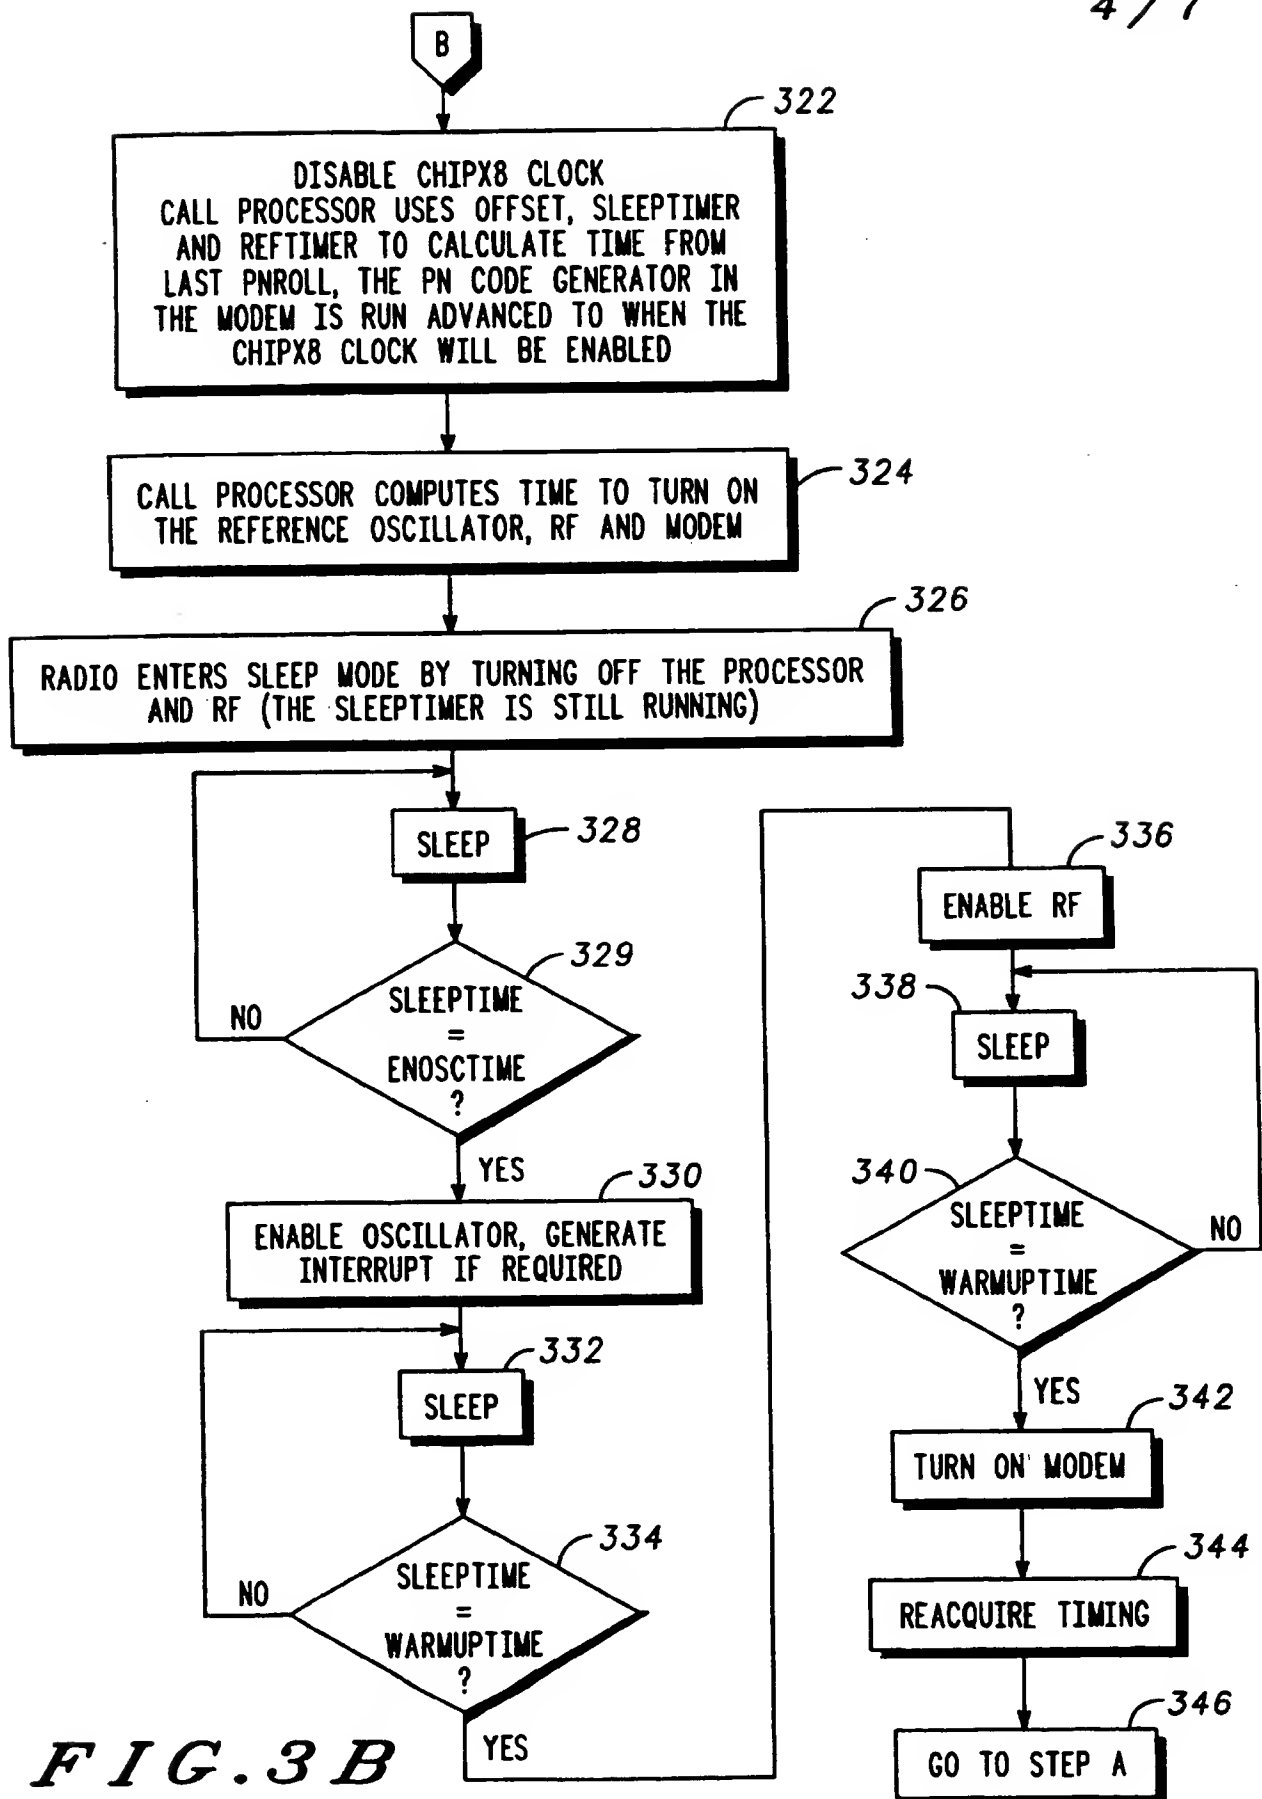 4/7
B
322
DISABLE CHIPX8 CLOCK
CALL PROCESSOR USES OFFSET, SLEEPTIMER
AND REFTIMER TO CALCULATE TIME FROM
LAST PNROLL, THE PN CODE GENERATOR IN
THE MODEM IS RUN ADVANCED TO WHEN THE
CHIPX8 CLOCK WILL BE ENABLED
324
CALL PROCESSOR COMPUTES TIME TO TURN ON
THE REFERENCE OSCILLATOR, RF AND MODEM
326
RADIO ENTERS SLEEP MODE BY TURNING OFF THE PROCESSOR
AND RF (THE SLEEPTIMER IS STILL RUNNING)
328
SLEEP
329
SLEEPTIME
=
ENOSCTIME
?
NO
YES
330
ENABLE OSCILLATOR, GENERATE
INTERRUPT IF REQUIRED
332
SLEEP
334
SLEEPTIME
=
WARMUPTIME
?
NO
YES
336
ENABLE RF
338
SLEEP
340
SLEEPTIME
=
WARMUPTIME
?
NO
YES
342
TURN ON MODEM
344
REACQUIRE TIMING
346
GO TO STEP A
FIG.3B